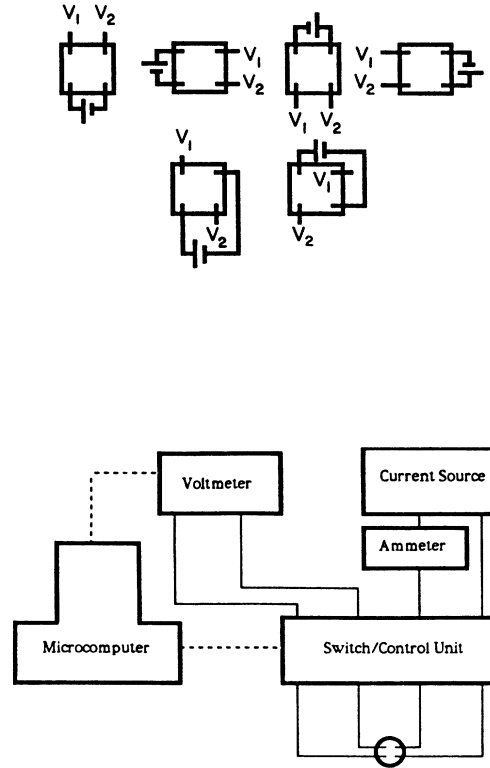 V1 V2
V1
V2
V1 V2
V1
V2
V1
V2
V1
V2
Voltmeter
Current Source
Ammeter
Microcomputer
Switch/Control Unit